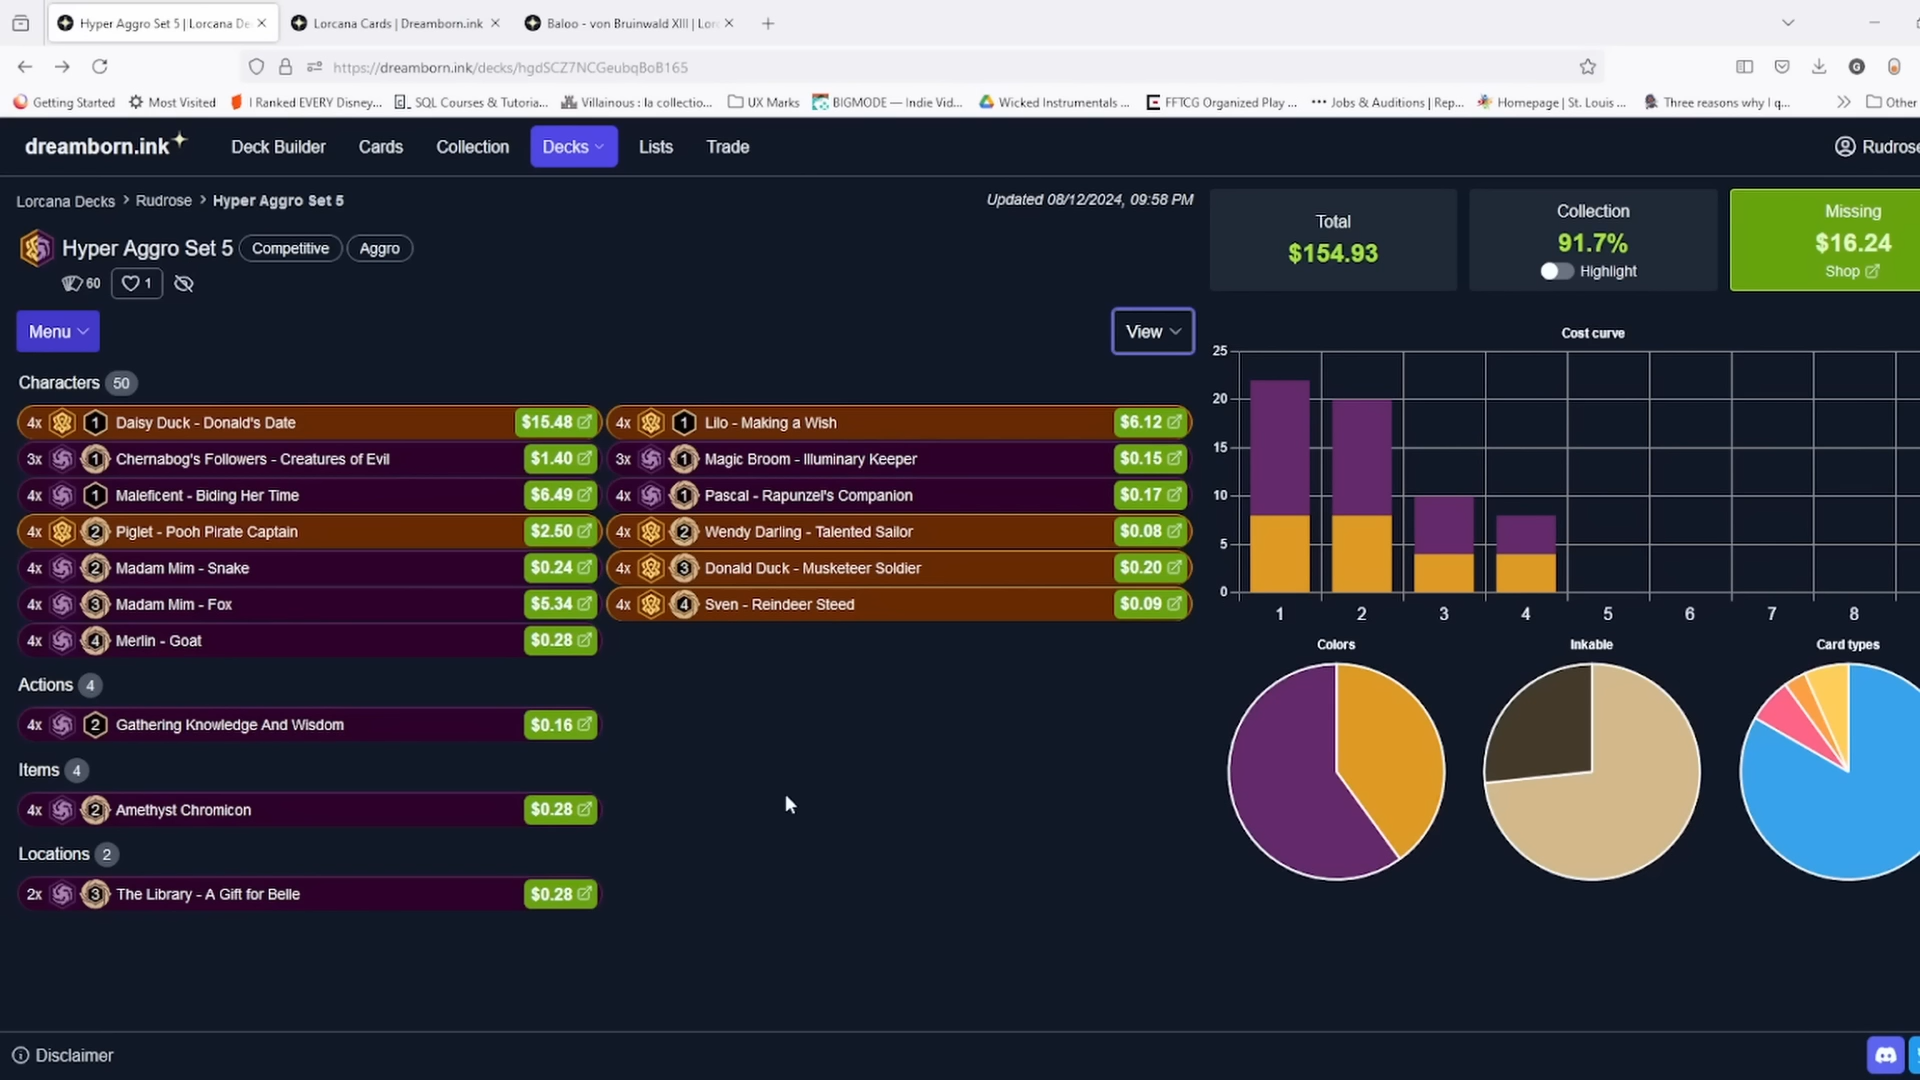 Hyper Aggro Set 5 | Lorcana De
Lorcana Cards | Dreamborn.ink
Baloo - von Bruinwald XIII | Lor
https://dreamborn.ink/decks/hgdSCZ7NCGeubqBoB165
Getting Started
Most Visited
I Ranked EVERY Disney...
SQL Courses & Tutoria...
Villainous : la collectio...
UX Marks
BIGMODE — Indie Vid...
Wicked Instrumentals ...
FFTCG Organized Play ...
Jobs & Auditions | Rep...
Homepage | St. Louis ...
Three reasons why I q...
Other
dreamborn.ink
Deck Builder
Cards
Collection
Decks
Lists
Trade
Rudrose
Lorcana Decks > Rudrose > Hyper Aggro Set 5
Updated 08/12/2024, 09:58 PM
Hyper Aggro Set 5
Competitive
Aggro
60
1
Total
$154.93
Collection
91.7%
Highlight
Missing
$16.24
Shop
Menu
View
Characters 50
4x 1 Daisy Duck - Donald's Date $15.48
4x 1 Lilo - Making a Wish $6.12
3x 1 Chernabog's Followers - Creatures of Evil $1.40
3x 1 Magic Broom - Illuminary Keeper $0.15
4x 1 Maleficent - Biding Her Time $6.49
4x 1 Pascal - Rapunzel's Companion $0.17
4x 2 Piglet - Pooh Pirate Captain $2.50
4x 2 Wendy Darling - Talented Sailor $0.08
4x 2 Madam Mim - Snake $0.24
4x 3 Donald Duck - Musketeer Soldier $0.20
4x 3 Madam Mim - Fox $5.34
4x 4 Sven - Reindeer Steed $0.09
4x 4 Merlin - Goat $0.28
Actions 4
4x 2 Gathering Knowledge And Wisdom $0.16
Items 4
4x 2 Amethyst Chromicon $0.28
Locations 2
2x 3 The Library - A Gift for Belle $0.28
Cost curve
25
20
15
10
5
0
1 2 3 4 5 6 7 8
Colors
Inkable
Card types
Disclaimer